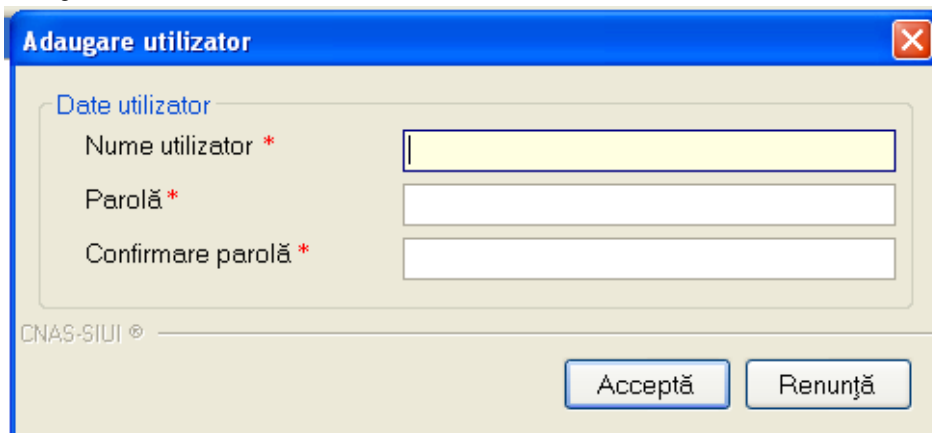 Adaugare utilizator
Date utilizator
Nume utilizator *
Parolă *
Confirmare parolă *
CNAS-SIUI ®
Acceptă Renunţă